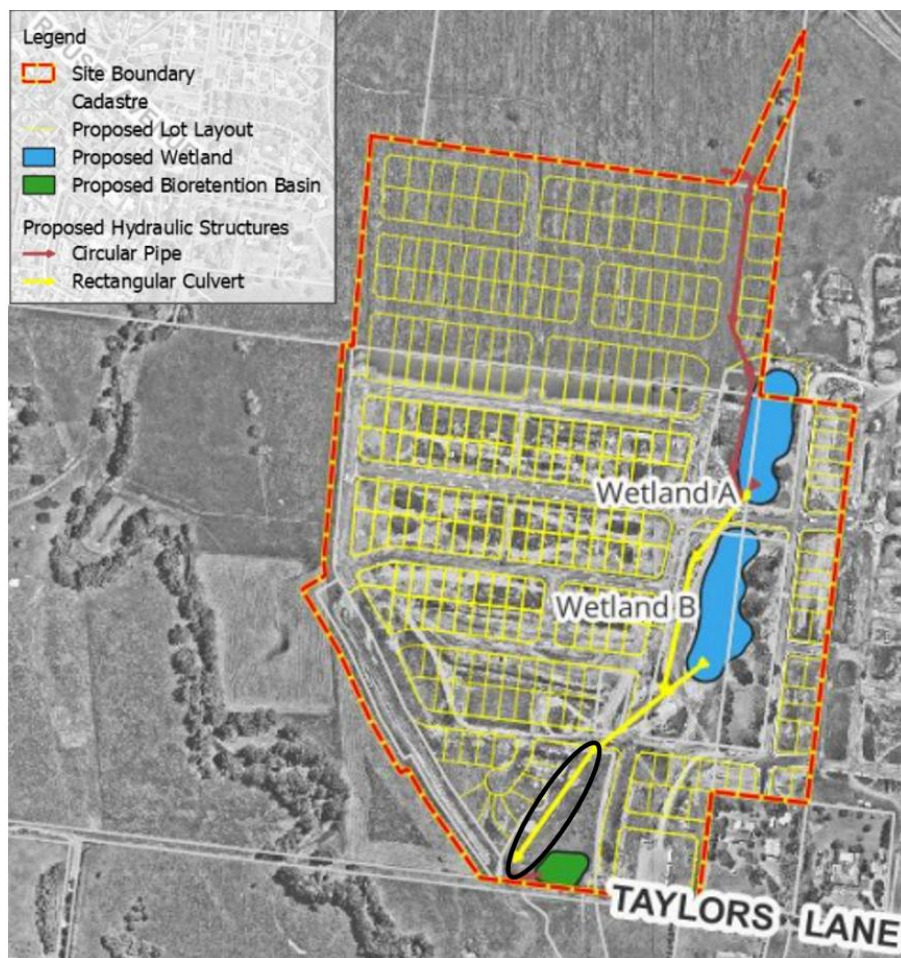 Legend
Site Boundary
Cadastre
Proposed Lot Layout
Proposed Wetland
Proposed Bioretention Basin
Proposed Hydraulic Structures
Circular Pipe
Rectangular Culvert
Wetland A
Wetland B
TAYLORS LANE